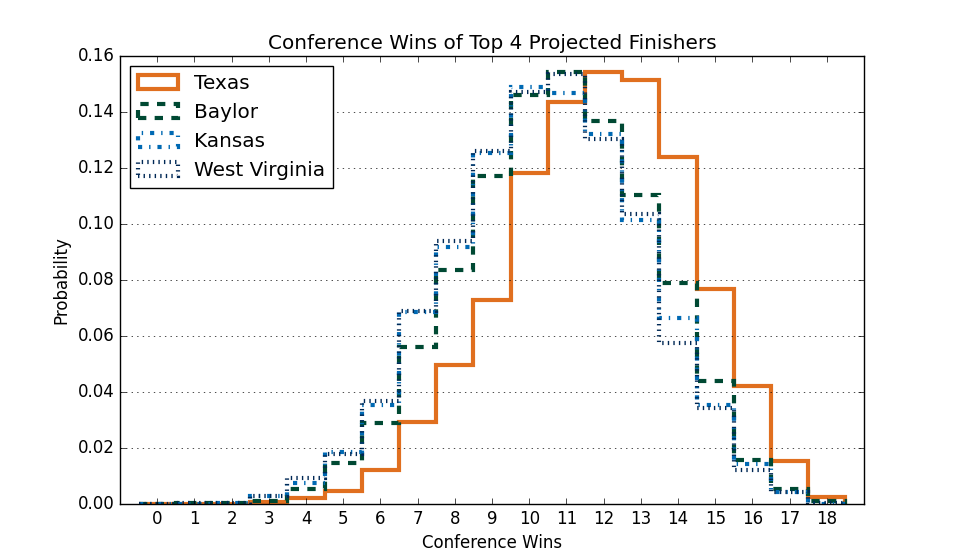 Conference Wins of Top 4 Projected Finishers
0.16
0.14
0.12
0.10
0.08
0.06
0.04
0.02
0.00
Probability
Texas
Baylor
Kansas
West Virginia
0 1 2 3 4 5 6 7 8 9 10 11 12 13 14 15 16 17 18
Conference Wins